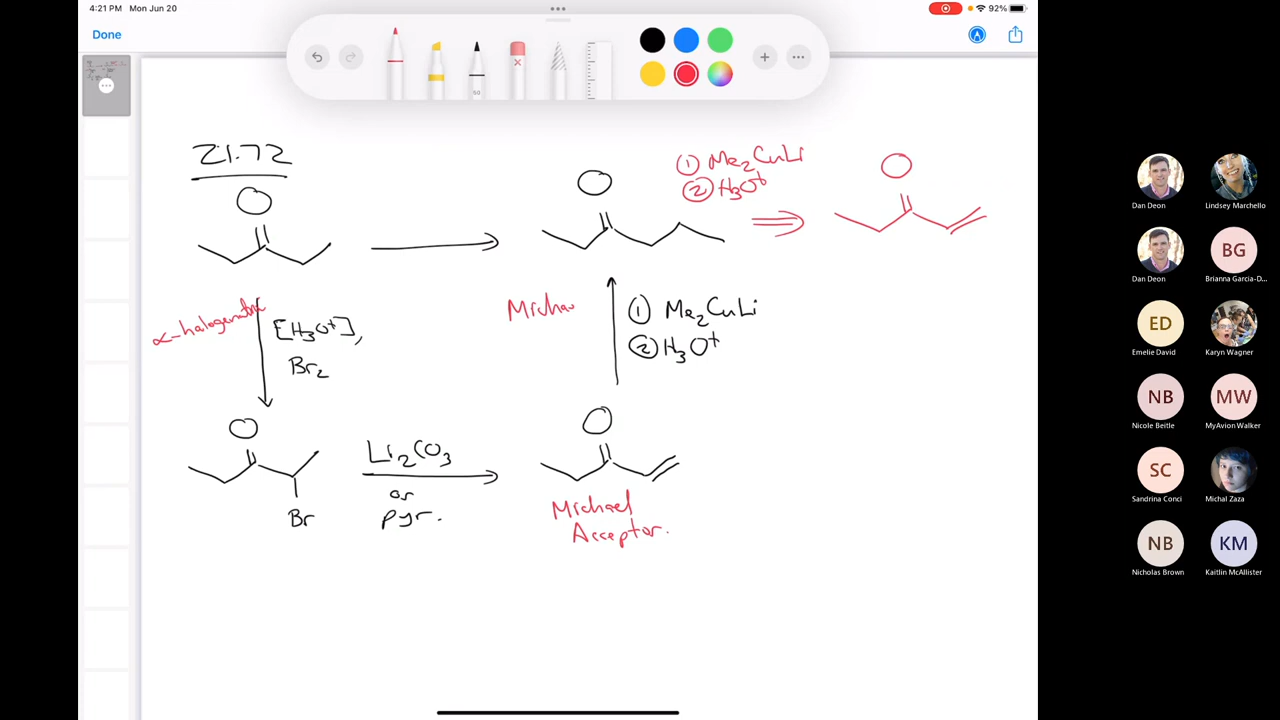 4:21 PM Mon Jun 20
92%
Done
50
21.72
O
O
① Me2CuLi
② H3O+
O
α-halogenation
[H3O+],
Br2
Micha
① Me2CuLi
② H3O+
O
Br
Li2CO3
or
pyr.
O
Michael
Acceptor.
Dan Deon
Lindsey Marchello
BG
Dan Deon
Brianna Garcia-D...
ED
Emelie David
Karyn Wagner
NB
MW
Nicole Beitle
MyAvion Walker
SC
Sandrina Conci
Michal Zaza
NB
KM
Nicholas Brown
Kaitlin McAllister